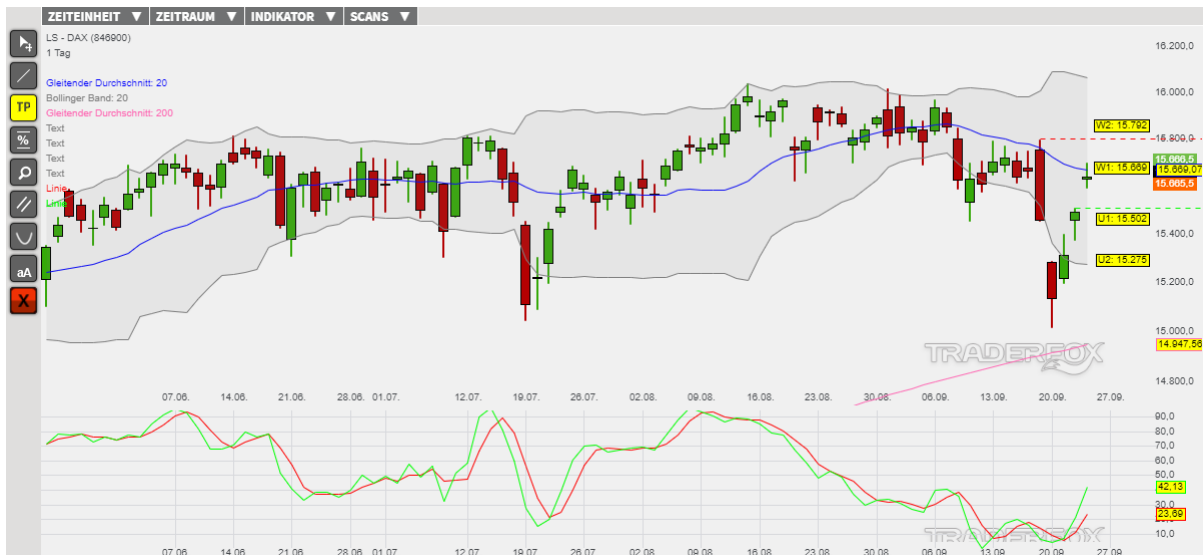 ZEITEINHEIT ▼ ZEITRAUM ▼ INDIKATOR ▼ SCANS ▼
LS - DAX (846900)
1 Tag
Gleitender Durchschnitt: 20
Bollinger Band: 20
Gleitender Durchschnitt: 200
Text
Text
Text
Text
Linie
Linie
TP
%
aA
X
16.200,0
16.000,0
W2: 15.792
15.800,0
15.666,5
W1: 15.669
15.669,07
15.665,5
U1: 15.502
15.400,0
U2: 15.275
15.200,0
15.000,0
14.947,56
14.800,0
TRADERFOX
07.06. 14.06. 21.06. 28.06. 01.07. 12.07. 19.07. 26.07. 02.08. 09.08. 16.08. 23.08. 30.08. 06.09. 13.09. 20.09. 27.09.
90,0
80,0
70,0
60,0
50,0
42,13
30,0
23,69
10,0
TRADERFOX
07.06. 14.06. 21.06. 28.06. 01.07. 12.07. 19.07. 26.07. 02.08. 09.08. 16.08. 23.08. 30.08. 06.09. 13.09. 20.09. 27.09.